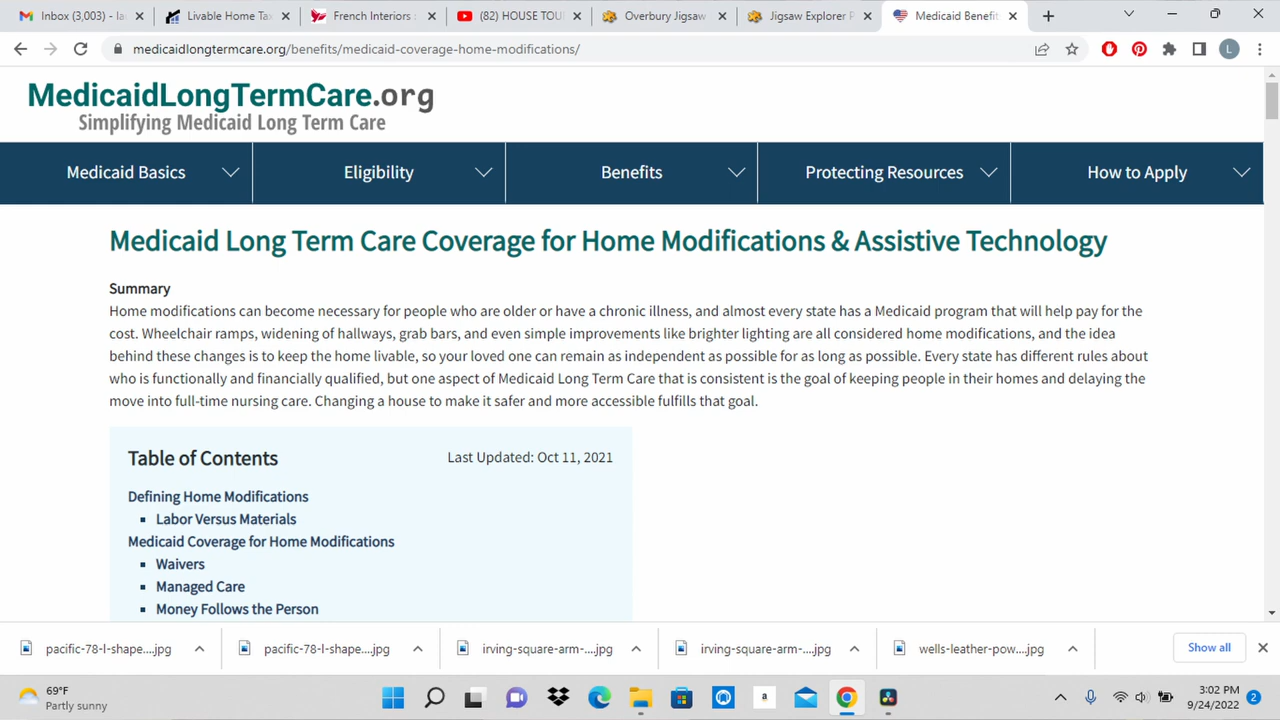 Inbox (3,003) - la
Livable Home Tax
French Interiors s
(82) HOUSE TOU
Overbury Jigsaw
Jigsaw Explorer P
Medicaid Benefi
medicaidlongtermcare.org/benefits/medicaid-coverage-home-modifications/
L
MedicaidLongTermCare.org
Simplifying Medicaid Long Term Care
Medicaid Basics
Eligibility
Benefits
Protecting Resources
How to Apply
Medicaid Long Term Care Coverage for Home Modifications & Assistive Technology
Summary
Home modifications can become necessary for people who are older or have a chronic illness, and almost every state has a Medicaid program that will help pay for the
cost. Wheelchair ramps, widening of hallways, grab bars, and even simple improvements like brighter lighting are all considered home modifications, and the idea
behind these changes is to keep the home livable, so your loved one can remain as independent as possible for as long as possible. Every state has different rules about
who is functionally and financially qualified, but one aspect of Medicaid Long Term Care that is consistent is the goal of keeping people in their homes and delaying the
move into full-time nursing care. Changing a house to make it safer and more accessible fulfills that goal.
Table of Contents
Last Updated: Oct 11, 2021
Defining Home Modifications
Labor Versus Materials
Medicaid Coverage for Home Modifications
Waivers
Managed Care
Money Follows the Person
pacific-78-l-shape....jpg
pacific-78-l-shape....jpg
irving-square-arm-....jpg
irving-square-arm-....jpg
wells-leather-pow....jpg
Show all
69°F
Partly sunny
a
3:02 PM
9/24/2022
2